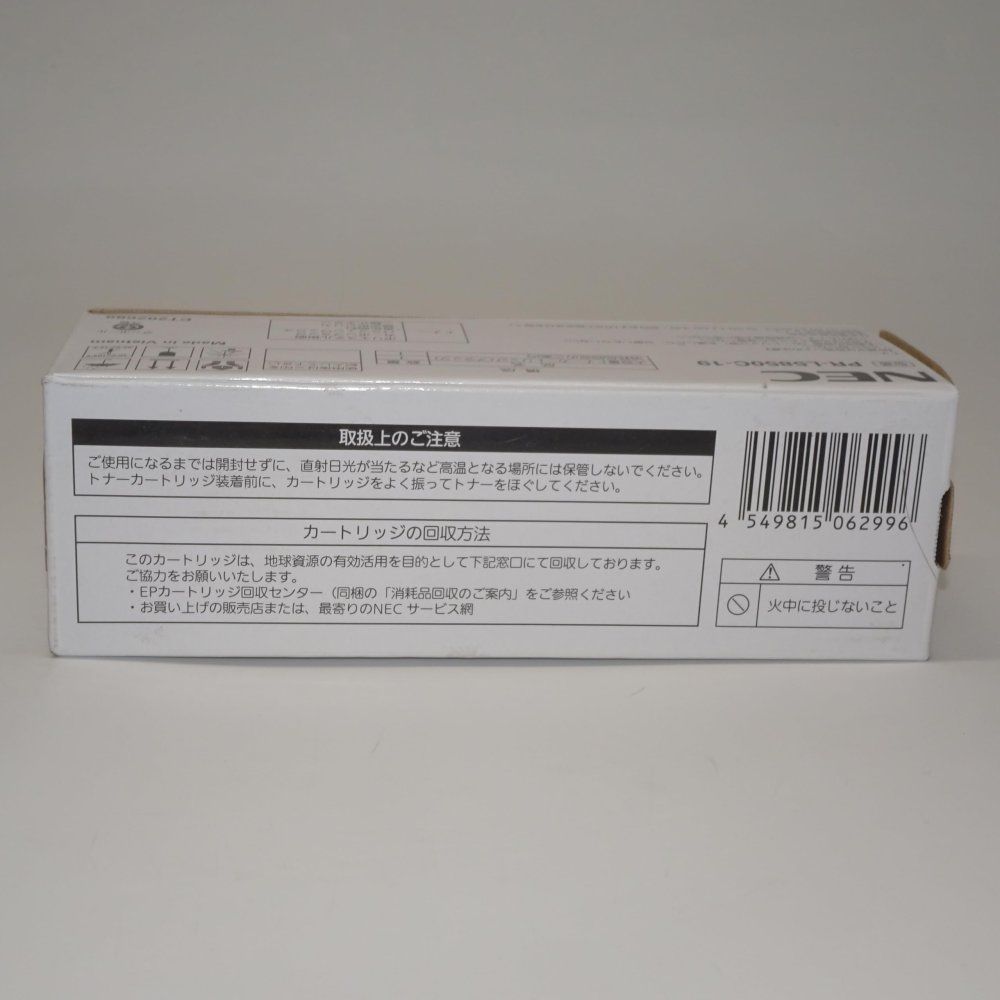 NEC
PR-L5850C-19
Made in Vietnam
取扱上のご注意
ご使用になるまでは開封せずに、直射日光が当たるなど高温となる場所には保管しないでください。
トナーカートリッジ装着前に、カートリッジをよく振ってトナーをほぐしてください。
カートリッジの回収方法
このカートリッジは、地球資源の有効活用を目的として下記窓口にて回収しております。
ご協力をお願いいたします。
・EPカートリッジ回収センター（同梱の「消耗品回収のご案内」をご参照ください
・お買い上げの販売店または、最寄りのNEC サービス網
4 549815 062996
警告
火中に投じないこと